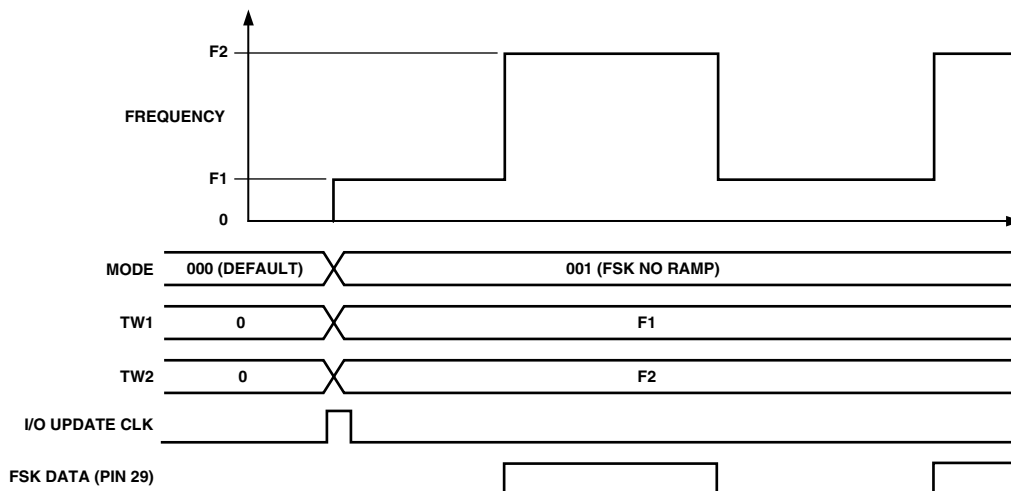 F2
FREQUENCY
F1
0
MODE 000 (DEFAULT) 001 (FSK NO RAMP)
TW1 0 F1
TW2 0 F2
I/O UPDATE CLK
FSK DATA (PIN 29)